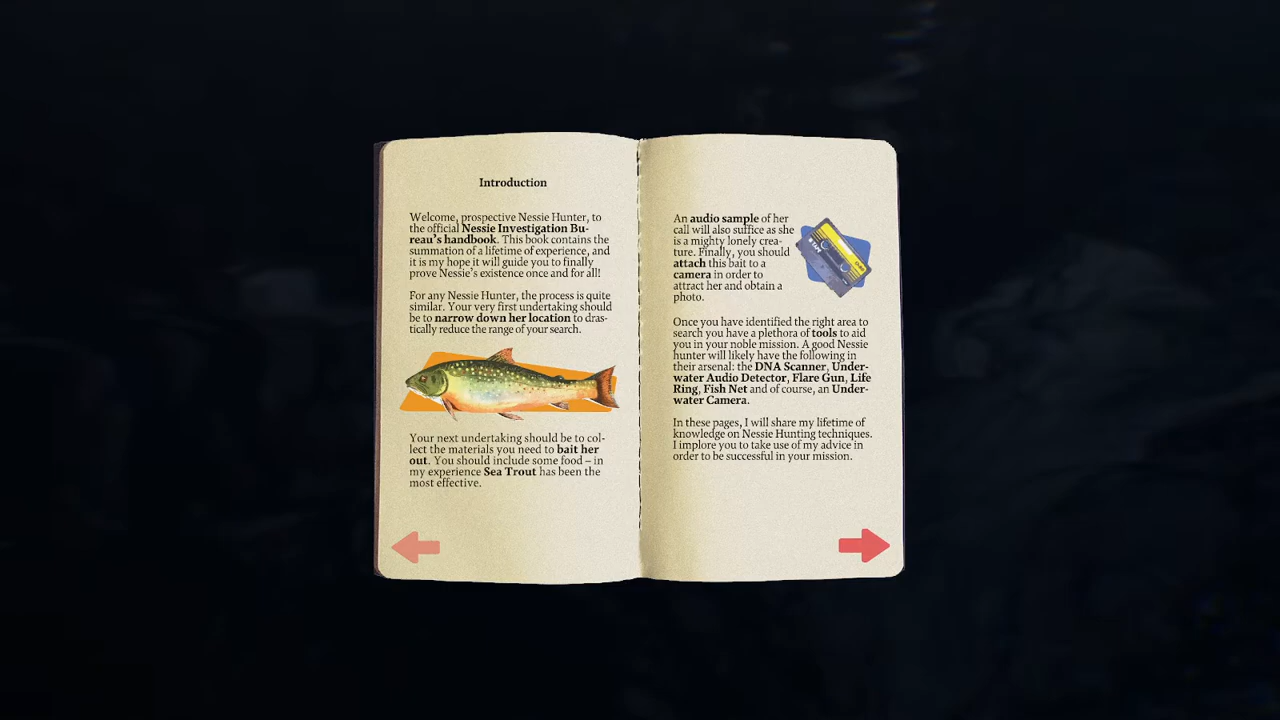 Introduction
Welcome, prospective Nessie Hunter, to
the official Nessie Investigation Bu-
reau's handbook. This book contains the
summation of a lifetime of experience, and
it is my hope it will guide you to finally
prove Nessie's existence once and for all!
For any Nessie Hunter, the process is quite
similar. Your very first undertaking should
be to narrow down her location to dras-
tically reduce the range of your search.
Your next undertaking should be to col-
lect the materials you need to bait her
out. You should include some food – in
my experience Sea Trout has been the
most effective.
An audio sample of her
call will also suffice as she
is a mighty lonely crea-
ture. Finally, you should
attach this bait to a
camera in order to
attract her and obtain a
photo.
Once you have identified the right area to
search you have a plethora of tools to aid
you in your noble mission. A good Nessie
hunter will likely have the following in
their arsenal: the DNA Scanner, Under-
water Audio Detector, Flare Gun, Life
Ring, Fish Net and of course, an Under-
water Camera.
In these pages, I will share my lifetime of
knowledge on Nessie Hunting techniques.
I implore you to take use of my advice in
order to be successful in your mission.